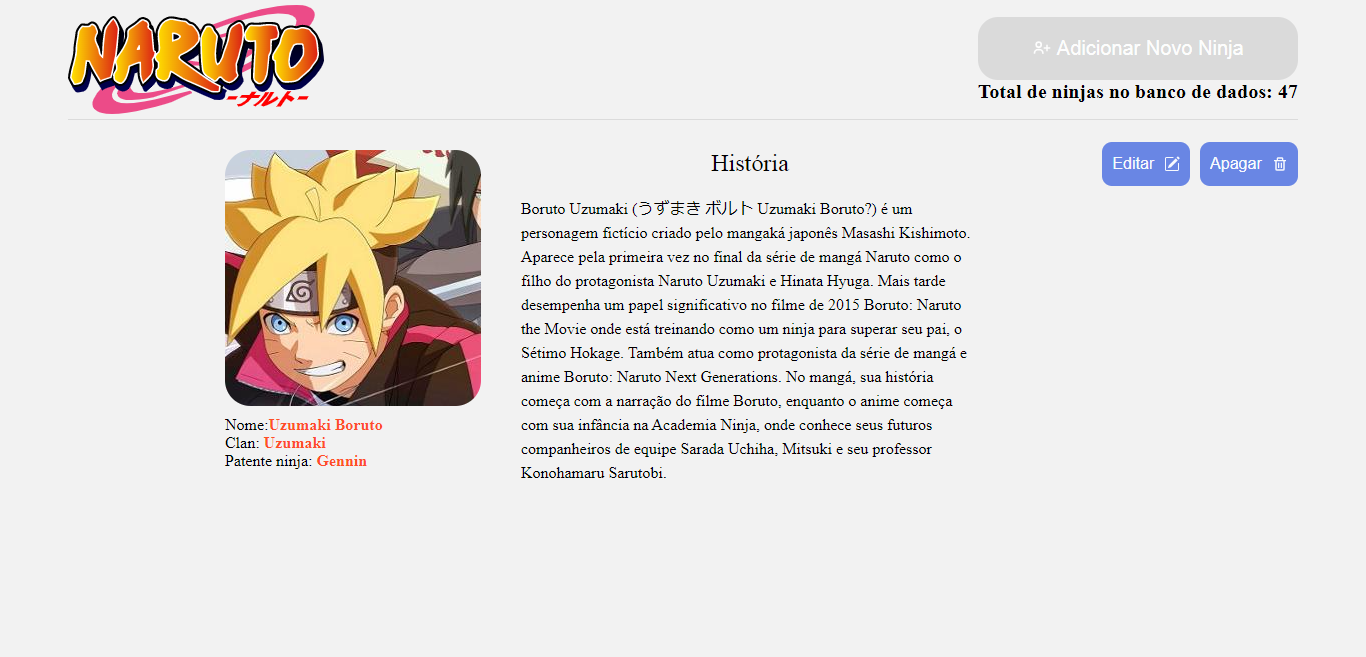 NARUTO
-ナルト-
Adicionar Novo Ninja
Total de ninjas no banco de dados: 47
História
Editar
Apagar
Boruto Uzumaki (うずまき ボルト Uzumaki Boruto?) é um
personagem fictício criado pelo mangaká japonês Masashi Kishimoto.
Aparece pela primeira vez no final da série de mangá Naruto como o
filho do protagonista Naruto Uzumaki e Hinata Hyuga. Mais tarde
desempenha um papel significativo no filme de 2015 Boruto: Naruto
the Movie onde está treinando como um ninja para superar seu pai, o
Sétimo Hokage. Também atua como protagonista da série de mangá e
anime Boruto: Naruto Next Generations. No mangá, sua história
começa com a narração do filme Boruto, enquanto o anime começa
com sua infância na Academia Ninja, onde conhece seus futuros
companheiros de equipe Sarada Uchiha, Mitsuki e seu professor
Konohamaru Sarutobi.
Nome:Uzumaki Boruto
Clan: Uzumaki
Patente ninja: Gennin